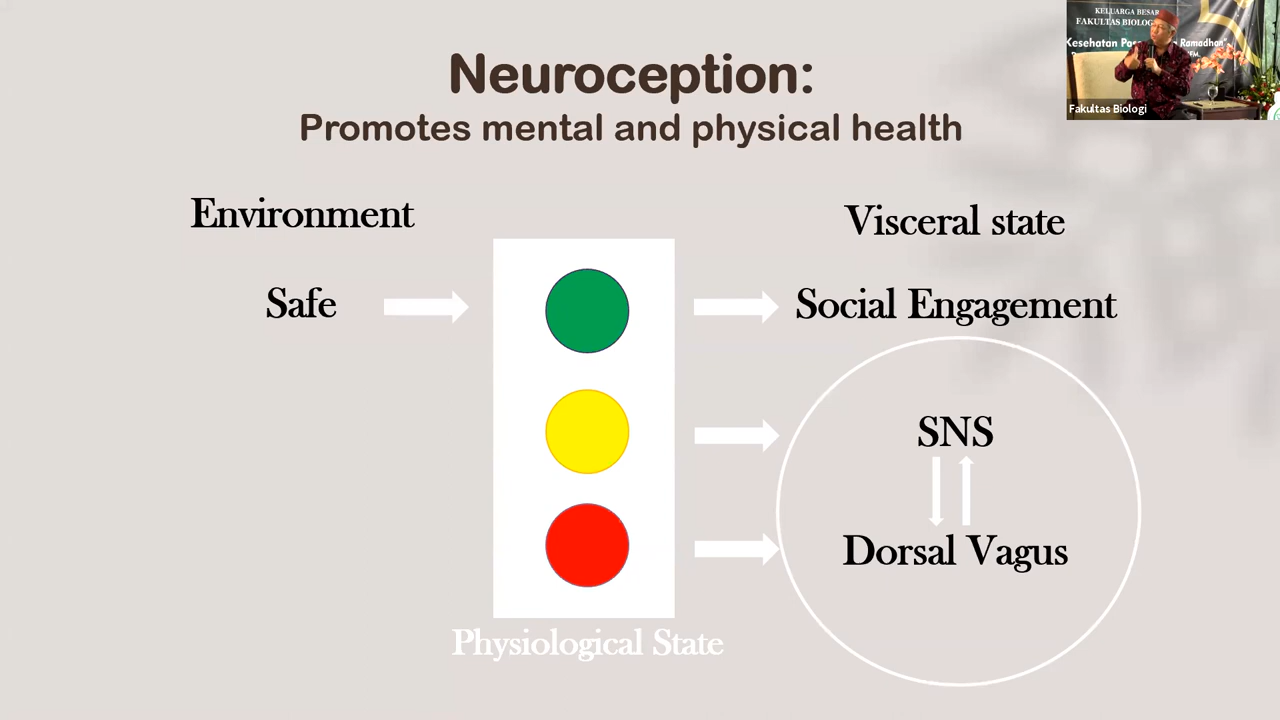 Neuroception:
Promotes mental and physical health
Environment
Visceral state
Safe
Social Engagement
SNS
Dorsal Vagus
Physiological State
KELUARGA BESAR
FAKULTAS BIOLOG
Kesehatan Ramadhan"
Fakultas Biologi